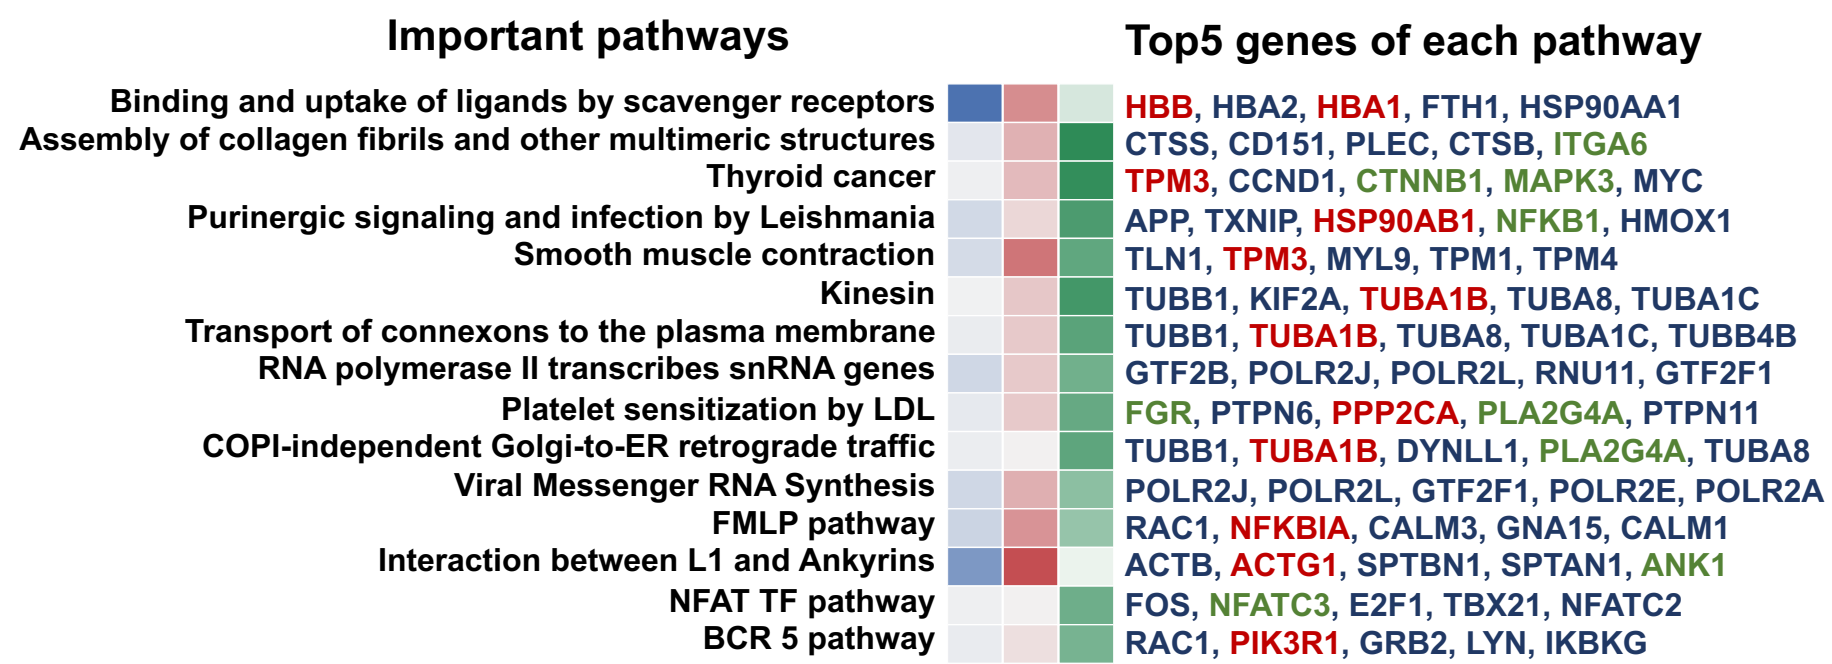 Important pathways
Top5 genes of each pathway
Binding and uptake of ligands by scavenger receptors
HBB, HBA2, HBA1, FTH1, HSP90AA1
Assembly of collagen fibrils and other multimeric structures
CTSS, CD151, PLEC, CTSB, ITGA6
Thyroid cancer
TPM3, CCND1, CTNNB1, MAPK3, MYC
Purinergic signaling and infection by Leishmania
APP, TXNIP, HSP90AB1, NFKB1, HMOX1
Smooth muscle contraction
TLN1, TPM3, MYL9, TPM1, TPM4
Kinesin
TUBB1, KIF2A, TUBA1B, TUBA8, TUBA1C
Transport of connexons to the plasma membrane
TUBB1, TUBA1B, TUBA8, TUBA1C, TUBB4B
RNA polymerase II transcribes snRNA genes
GTF2B, POLR2J, POLR2L, RNU11, GTF2F1
Platelet sensitization by LDL
FGR, PTPN6, PPP2CA, PLA2G4A, PTPN11
COPI-independent Golgi-to-ER retrograde traffic
TUBB1, TUBA1B, DYNLL1, PLA2G4A, TUBA8
Viral Messenger RNA Synthesis
POLR2J, POLR2L, GTF2F1, POLR2E, POLR2A
FMLP pathway
RAC1, NFKBIA, CALM3, GNA15, CALM1
Interaction between L1 and Ankyrins
ACTB, ACTG1, SPTBN1, SPTAN1, ANK1
NFAT TF pathway
FOS, NFATC3, E2F1, TBX21, NFATC2
BCR 5 pathway
RAC1, PIK3R1, GRB2, LYN, IKBKG